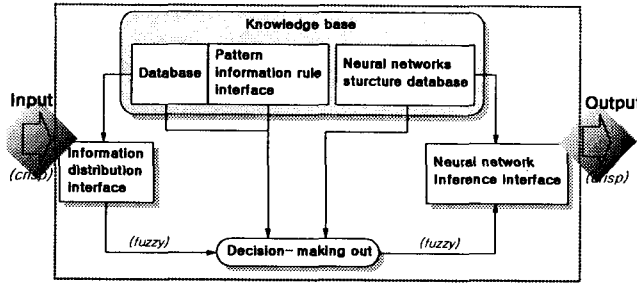 Knowledge base
Database
Pattern
information rule
interface
Neural networks
sturcture database
Input
(crisp)
Information
distribution
interface
Neural network
Inference Interface
Output
(crisp)
(fuzzy)
Decision- making out
(fuzzy)